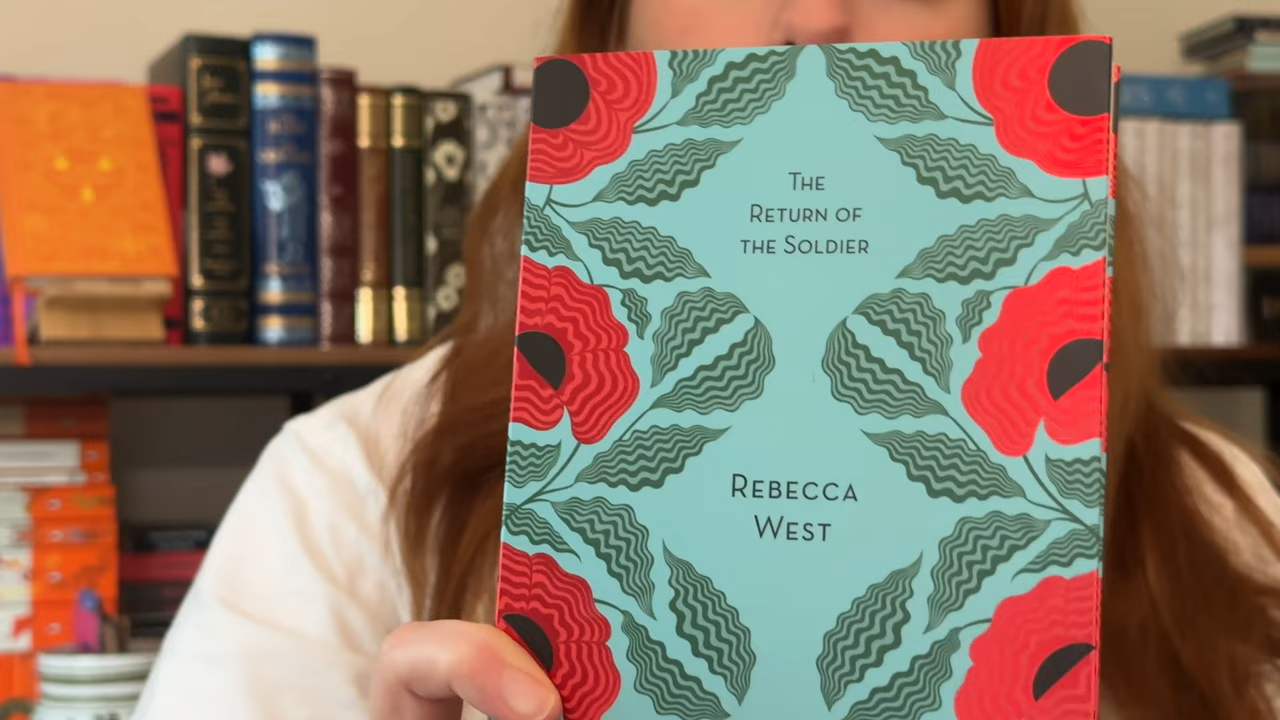 The
Return of
the Soldier
Rebecca
West